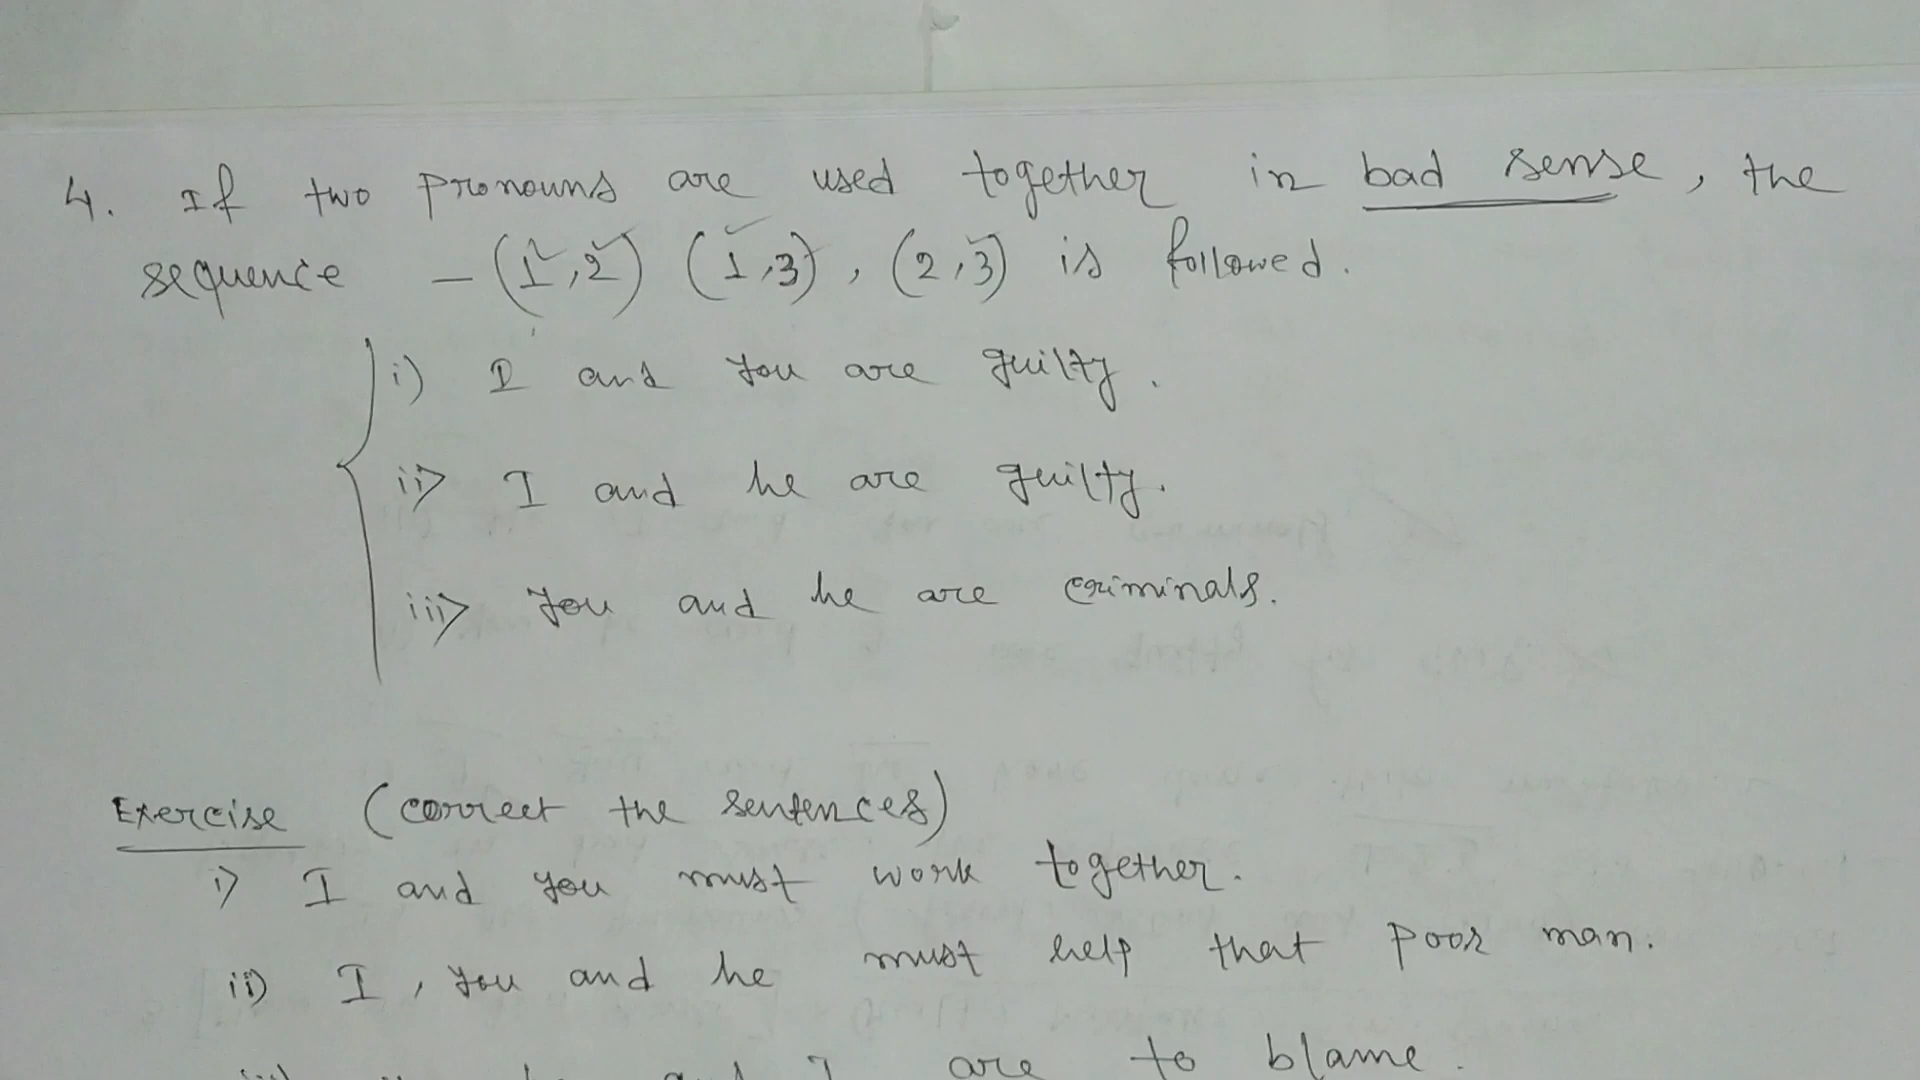 4. If two pronouns are used together in bad sense, the
sequence - (1,2) (1,3), (2,3) is followed.
i) I and you are guilty.
ii) I and he are guilty.
iii) You and he are criminals.
Exercise (correct the sentences)
i) I and you must work together.
ii) I, you and he must help that poor man.
and I are to blame.